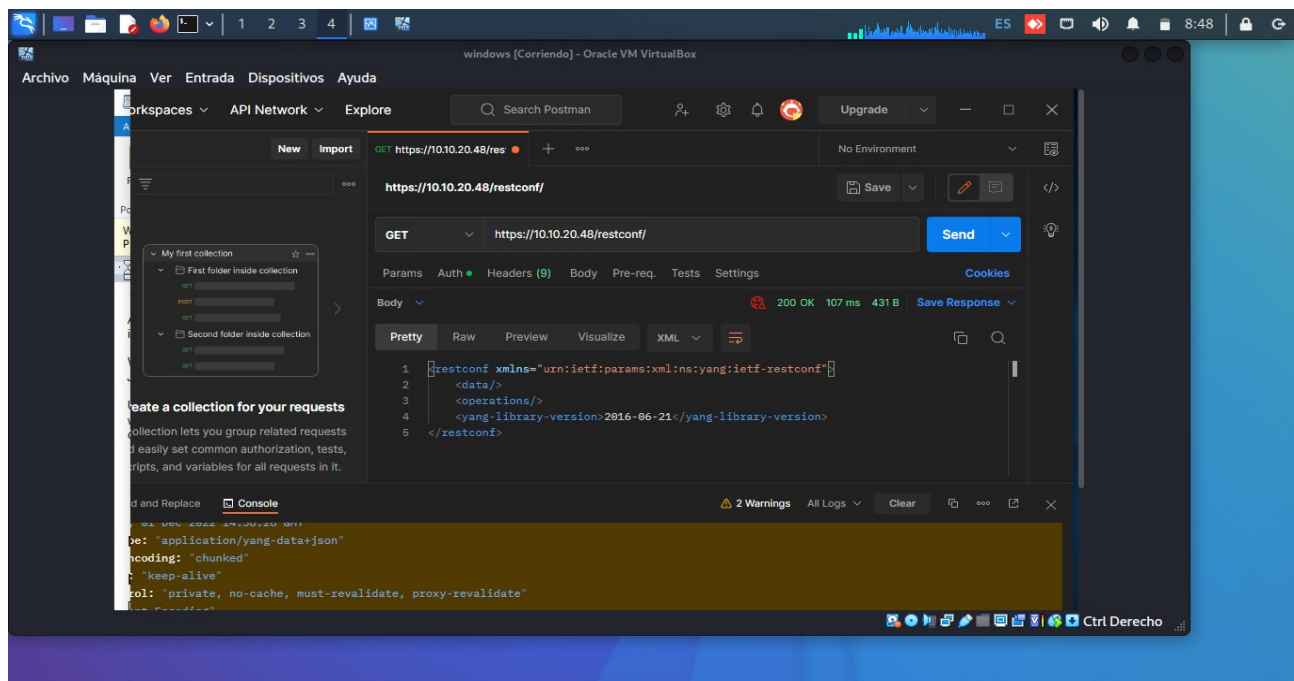 1 2 3 4 ES 8:48
windows [Corriendo] - Oracle VM VirtualBox
Archivo Máquina Ver Entrada Dispositivos Ayuda
orkspaces API Network Explore Search Postman Upgrade
New Import GET https://10.10.20.48/res No Environment
https://10.10.20.48/restconf/ Save
GET https://10.10.20.48/restconf/ Send
My first collection
First folder inside collection
GET
POST
GET
Second folder inside collection
GET
GET
Params Auth Headers (9) Body Pre-req. Tests Settings Cookies
Body 200 OK 107 ms 431 B Save Response
Pretty Raw Preview Visualize XML
1 <restconf xmlns="urn:ietf:params:xml:ns:yang:ietf-restconf">
2 <data/>
3 <operations/>
4 <yang-library-version>2016-06-21</yang-library-version>
5 </restconf>
eate a collection for your requests
ollection lets you group related requests
d easily set common authorization, tests,
ripts, and variables for all requests in it.
d and Replace Console 2 Warnings All Logs Clear
pe: "application/yang-data+json"
ncoding: "chunked"
: "keep-alive"
rol: "private, no-cache, must-revalidate, proxy-revalidate"
Ctrl Derecho